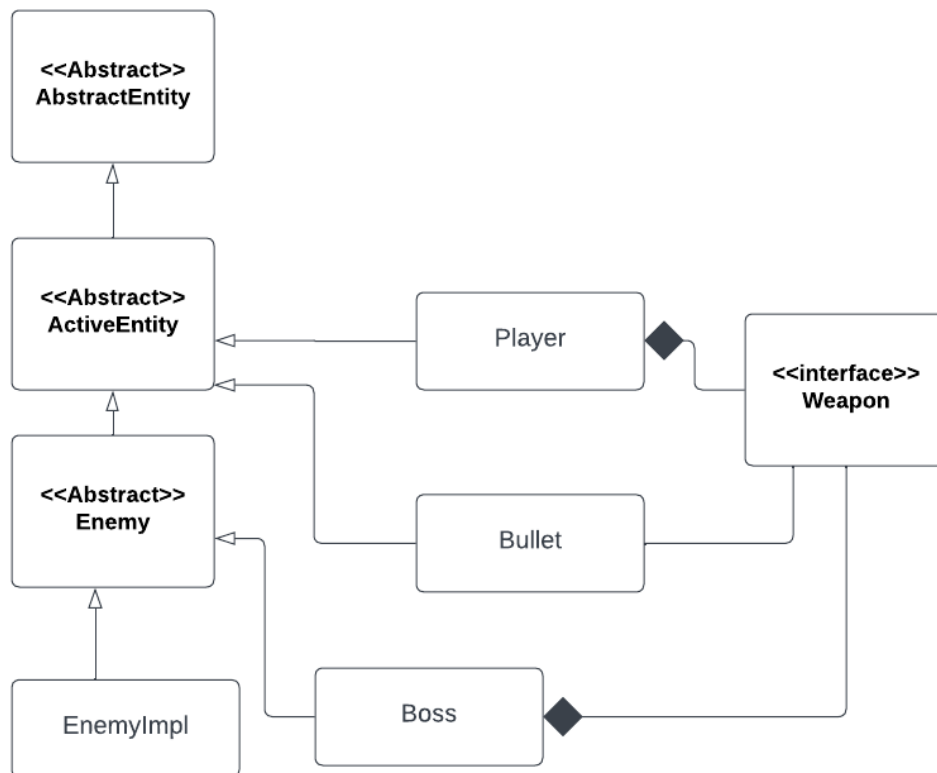 <<Abstract>>
AbstractEntity
<<Abstract>>
ActiveEntity
Player
<<interface>>
Weapon
<<Abstract>>
Enemy
Bullet
EnemyImpl
Boss